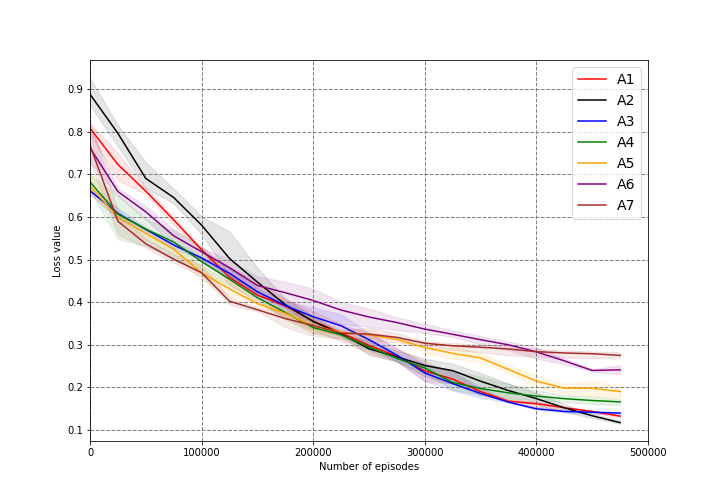 A1
A2
A3
A4
A5
A6
A7
Loss value
0.9
0.8
0.7
0.6
0.5
0.4
0.3
0.2
0.1
0 100000 200000 300000 400000 500000
Number of episodes